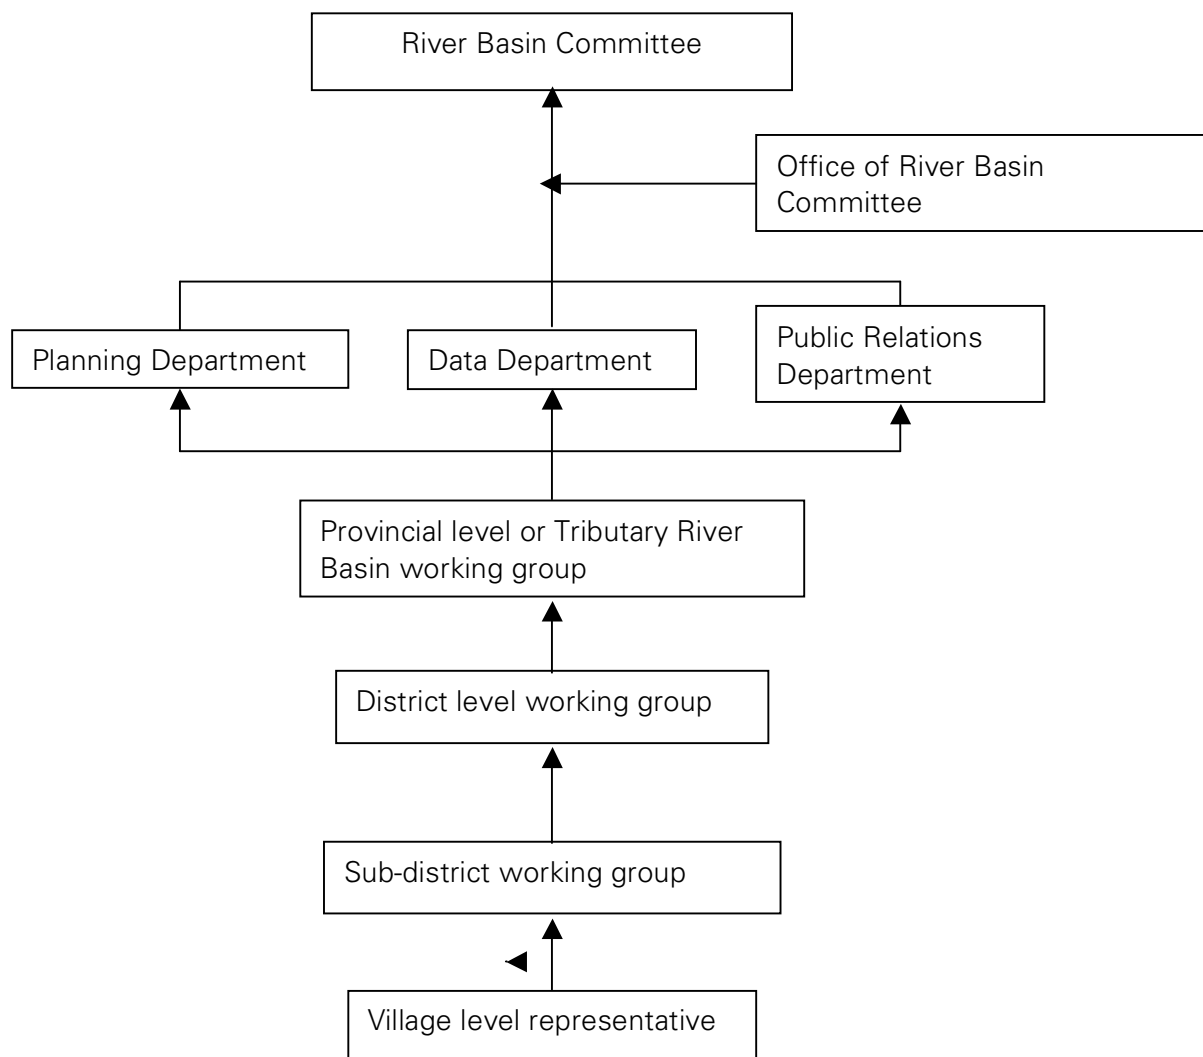 River Basin Committee
Office of River Basin
Committee
Planning Department
Data Department
Public Relations
Department
Provincial level or Tributary River
Basin working group
District level working group
Sub-district working group
Village level representative